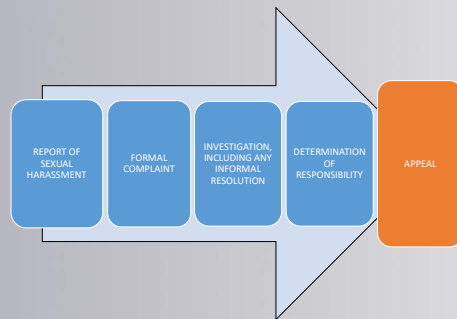 REPORT OF
SEXUAL
HARASSMENT
FORMAL
COMPLAINT
INVESTIGATION,
INCLUDING ANY
INFORMAL
RESOLUTION
DETERMINATION
OF
RESPONSIBILITY
APPEAL